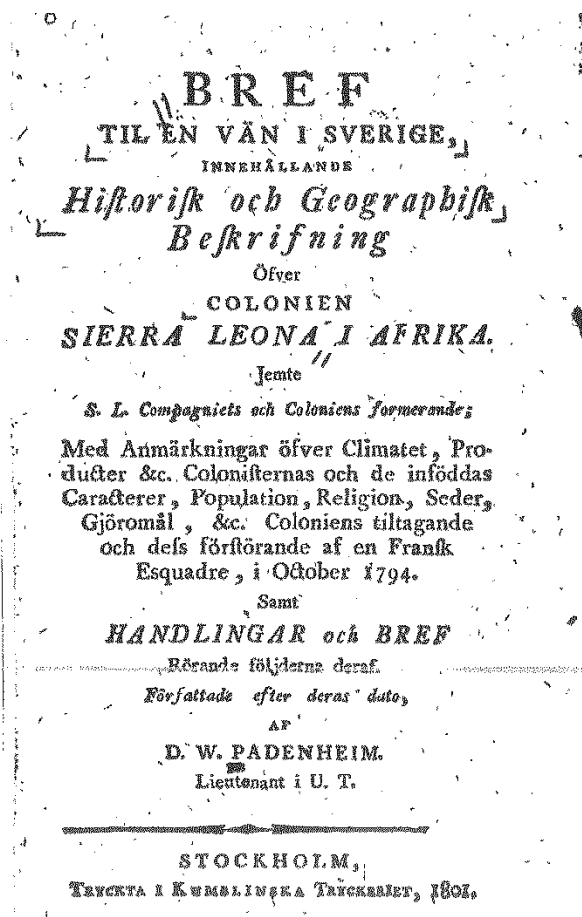 BREF
TIL EN VÄN I SVERIGE,
INNEHÅLLANDE
Hiſtoriſk och Geographiſk
Beſkrifning
Öfver
COLONIEN
SIERRA LEONA I AFRIKA.
Jemte
S. L. Compagniets och Coloniens formerande;
Med Anmärkningar öfver Climatet, Pro-
ducter &c. Coloniſternas och de inföddas
Caracterer, Population, Religion, Seder,
Gjöromål, &c. Coloniens tiltagande
och deſs förſtörande af en Franſk
Esquadre, i October 1794.
Samt
HANDLINGAR och BREF
Rörande följderna deraf.
Författade efter deras dato,
AF
D. W. PADENHEIM.
Lieutenant i U. T.
STOCKHOLM,
TRYCKTA I KUMBLINSKA TRYCKERIET, 1801.